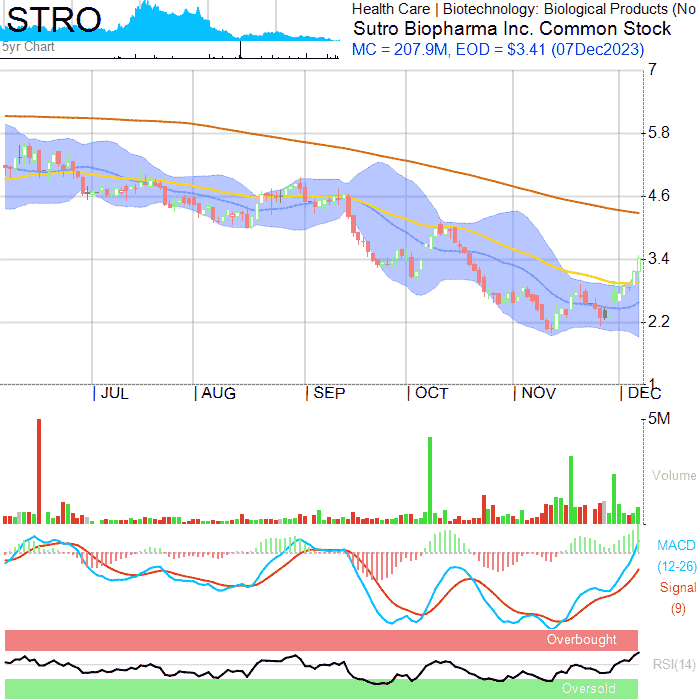 STRO
Health Care | Biotechnology: Biological Products (No
Sutro Biopharma Inc. Common Stock
MC = 207.9M, EOD = $3.41 (07Dec2023)
5yr Chart
7
5.8
4.6
3.4
2.2
1
JUL AUG SEP OCT NOV DEC
5M
Volume
MACD
(12-26)
Signal
(9)
Overbought
RSI(14)
Oversold